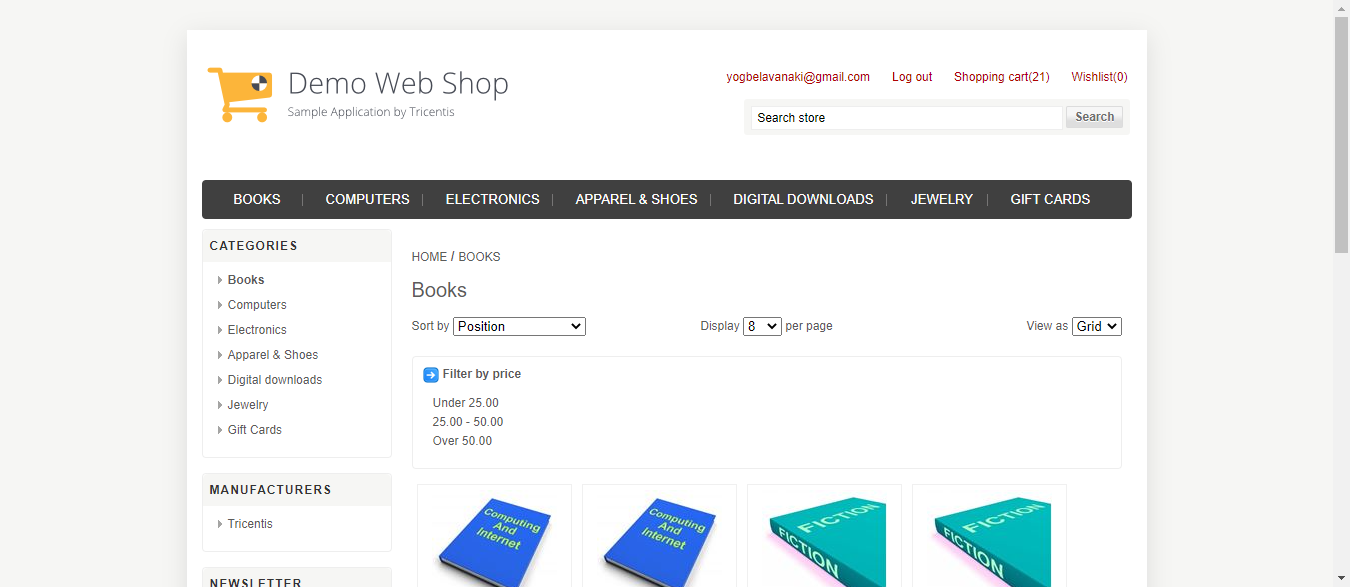 Demo Web Shop
Sample Application by Tricentis
yogbelavanaki@gmail.com Log out Shopping cart(21) Wishlist(0)
Search store Search
BOOKS COMPUTERS ELECTRONICS APPAREL & SHOES DIGITAL DOWNLOADS JEWELRY GIFT CARDS
CATEGORIES
Books
Computers
Electronics
Apparel & Shoes
Digital downloads
Jewelry
Gift Cards
MANUFACTURERS
Tricentis
NEWSLETTER
HOME / BOOKS
Books
Sort by Position Display 8 per page View as Grid
Filter by price
Under 25.00
25.00 - 50.00
Over 50.00
Computing
And
Internet
Computing
And
Internet
FICTION
FICTION
FICTION
FICTION